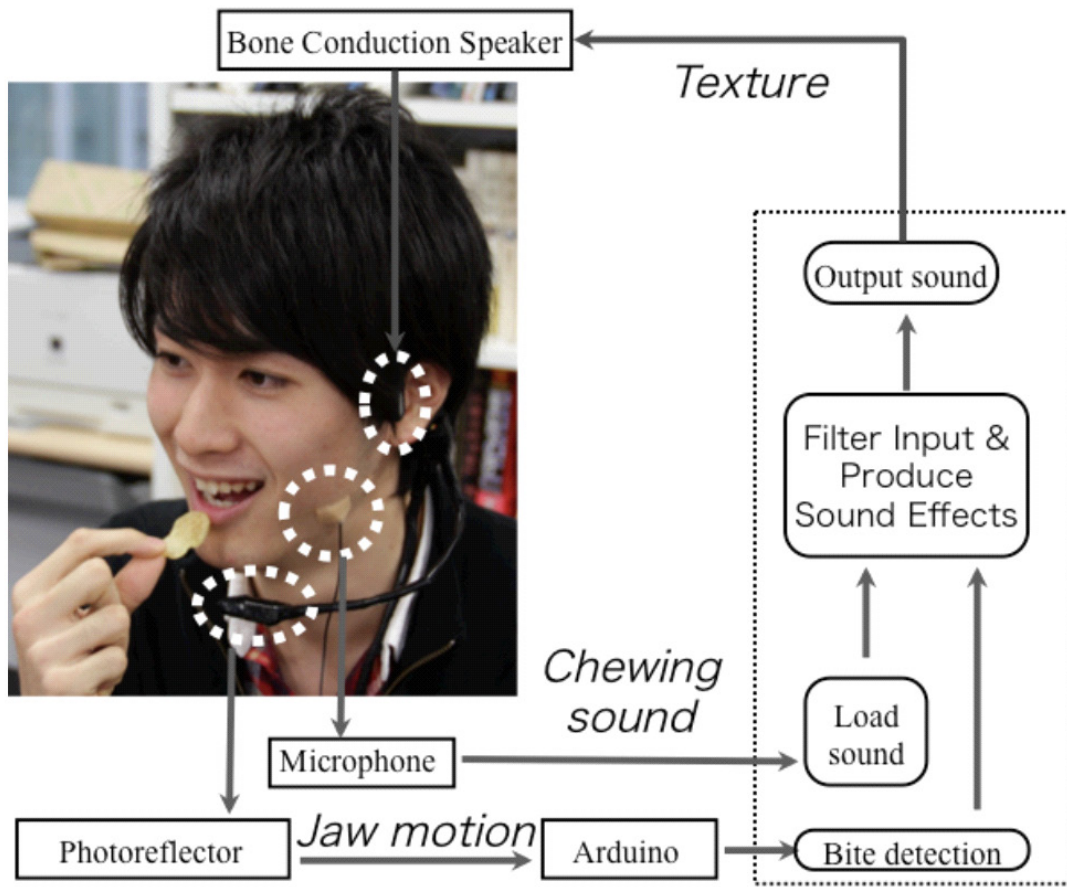 Bone Conduction Speaker
Texture
Output sound
Filter Input &
Produce
Sound Effects
Chewing
sound
Load
sound
Microphone
Jaw motion
Photoreflector
Arduino
Bite detection